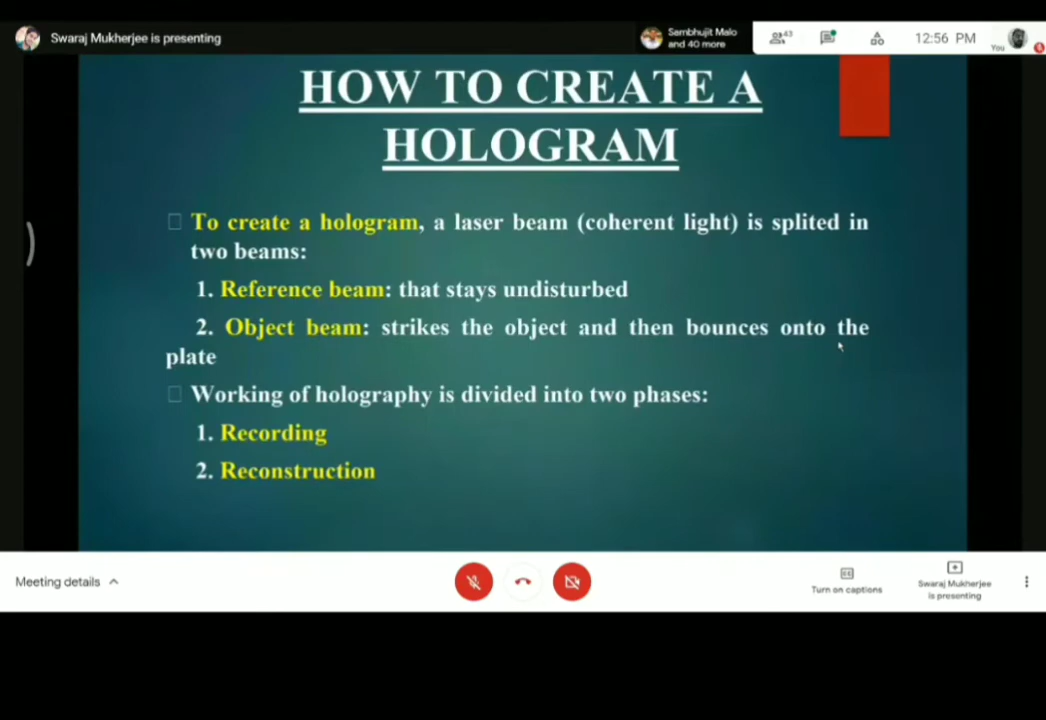 Swaraj Mukherjee is presenting
Sambhujit Malo
and 40 more
43
12:56 PM
You
HOW TO CREATE A
HOLOGRAM
To create a hologram, a laser beam (coherent light) is splited in
two beams:
1. Reference beam: that stays undisturbed
2. Object beam: strikes the object and then bounces onto the
plate
Working of holography is divided into two phases:
1. Recording
2. Reconstruction
Meeting details
Turn on captions
Swaraj Mukherjee
is presenting